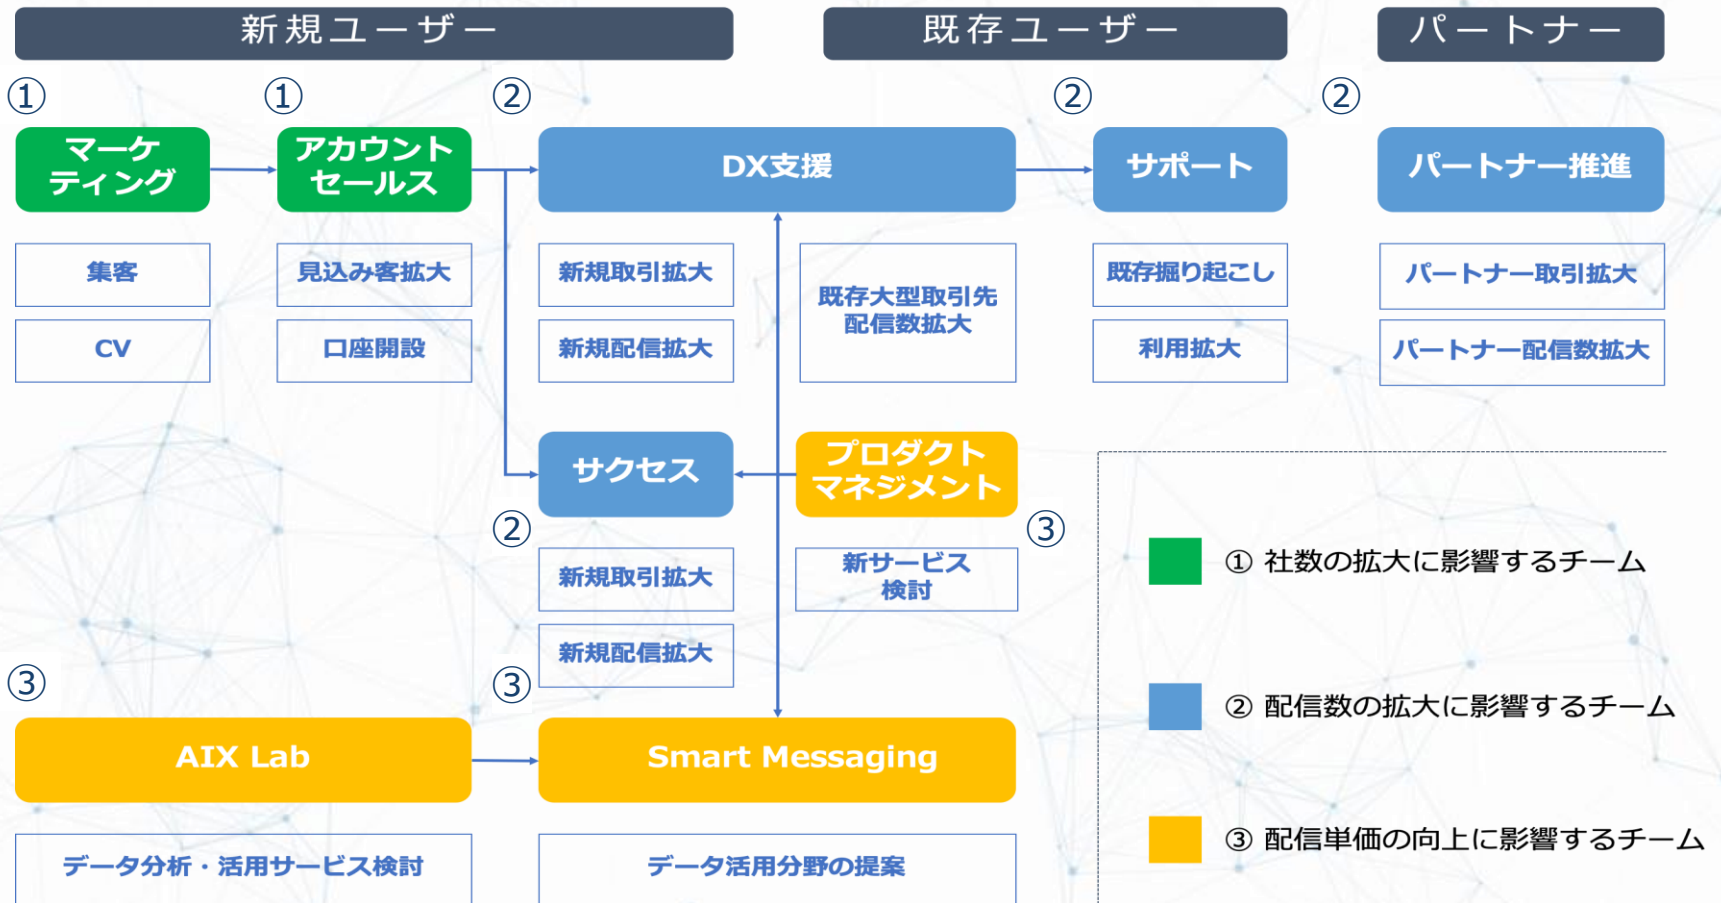 新規ユーザー
既存ユーザー
パートナー
①
①
②
②
②
マーケ
ティング
アカウント
セールス
DX支援
サポート
パートナー推進
集客
見込み客拡大
新規取引拡大
既存大型取引先
配信数拡大
既存掘り起こし
パートナー取引拡大
CV
口座開設
新規配信拡大
利用拡大
パートナー配信数拡大
サクセス
プロダクト
マネジメント
②
③
新規取引拡大
新サービス
検討
新規配信拡大
① 社数の拡大に影響するチーム
② 配信数の拡大に影響するチーム
③ 配信単価の向上に影響するチーム
③
③
AIX Lab
Smart Messaging
データ分析・活用サービス検討
データ活用分野の提案